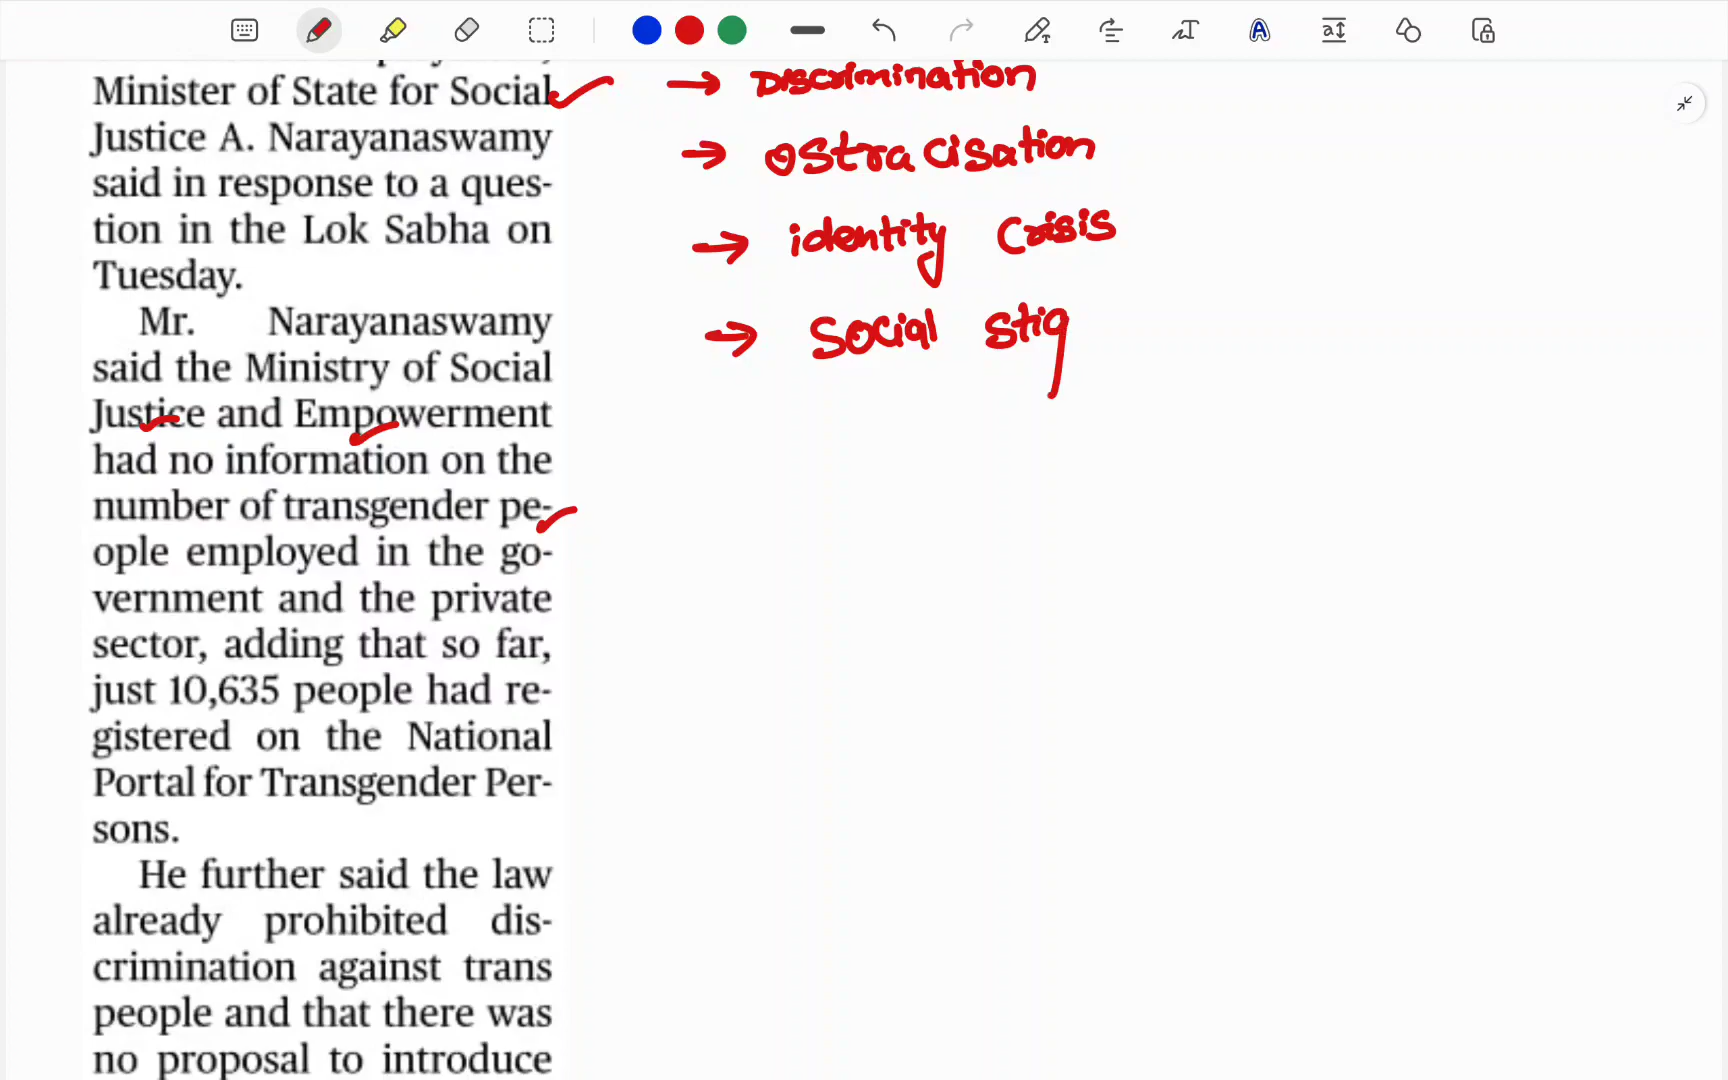 Minister of State for Social
Justice A. Narayanaswamy
said in response to a ques-
tion in the Lok Sabha on
Tuesday.
Mr. Narayanaswamy
said the Ministry of Social
Justice and Empowerment
had no information on the
number of transgender pe-
ople employed in the go-
vernment and the private
sector, adding that so far,
just 10,635 people had re-
gistered on the National
Portal for Transgender Per-
sons.
He further said the law
already prohibited dis-
crimination against trans
people and that there was
no proposal to introduce
→ Discrimination
→ Ostracisation
→ identity Crisis
→ Social Stig